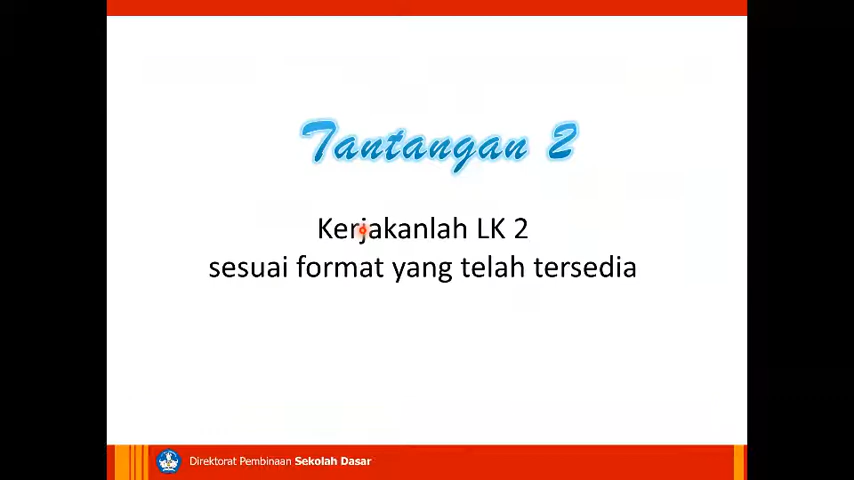 Tantangan 2
Kerjakanlah LK 2
sesuai format yang telah tersedia
Direktorat Pembinaan Sekolah Dasar